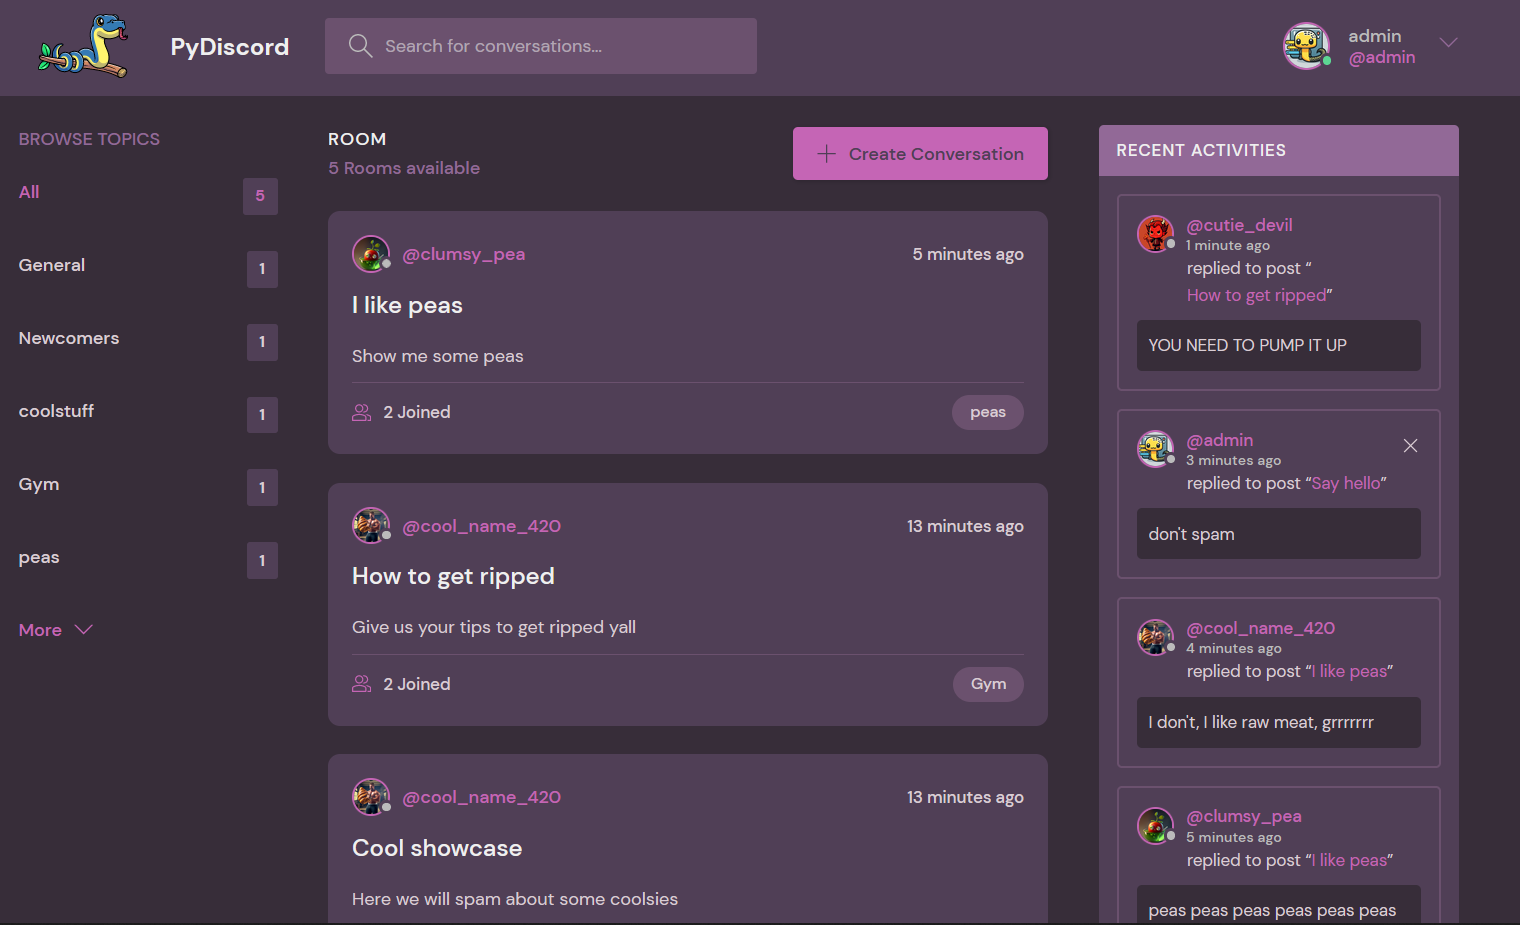 PyDiscord
Search for conversations...
admin
@admin
BROWSE TOPICS
All
5
General
1
Newcomers
1
coolstuff
1
Gym
1
peas
1
More
ROOM
5 Rooms available
Create Conversation
@clumsy_pea
5 minutes ago
I like peas
Show me some peas
2 Joined
peas
@cool_name_420
13 minutes ago
How to get ripped
Give us your tips to get ripped yall
2 Joined
Gym
@cool_name_420
13 minutes ago
Cool showcase
Here we will spam about some coolsies
RECENT ACTIVITIES
@cutie_devil
1 minute ago
replied to post “
How to get ripped”
YOU NEED TO PUMP IT UP
@admin
3 minutes ago
replied to post “Say hello”
don't spam
@cool_name_420
4 minutes ago
replied to post “I like peas”
I don't, I like raw meat, grrrrrrr
@clumsy_pea
5 minutes ago
replied to post “I like peas”
peas peas peas peas peas peas